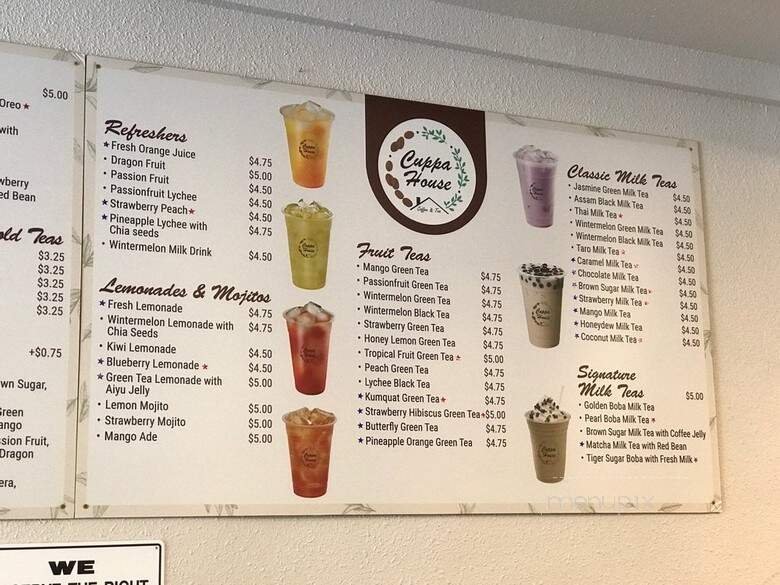 $5.00
Oreo ★
with
wberry
ed Bean
old Teas
$3.25
$3.25
$3.25
$3.25
$3.25
+$0.75
wn Sugar,
Green
ango
ssion Fruit,
Dragon
era,
Refreshers
★ Fresh Orange Juice $4.75
• Dragon Fruit $5.00
• Passion Fruit $4.50
• Passionfruit Lychee $4.50
★ Strawberry Peach ★ $4.50
★ Pineapple Lychee with $4.75
Chia seeds
• Wintermelon Milk Drink $4.50
Lemonades & Mojitos
★ Fresh Lemonade $4.75
• Wintermelon Lemonade with $4.75
Chia Seeds
• Kiwi Lemonade $4.50
★ Blueberry Lemonade ★ $4.50
★ Green Tea Lemonade with $5.00
Aiyu Jelly
• Lemon Mojito $5.00
• Strawberry Mojito $5.00
• Mango Ade $5.00
Cuppa
House
Coffee & Tea
Fruit Teas
• Mango Green Tea $4.75
• Passionfruit Green Tea $4.75
• Wintermelon Green Tea $4.75
• Wintermelon Black Tea $4.75
• Strawberry Green Tea $4.75
• Honey Lemon Green Tea $4.75
• Tropical Fruit Green Tea ★ $5.00
• Peach Green Tea $4.75
• Lychee Black Tea $4.75
★ Kumquat Green Tea ★ $4.75
★ Strawberry Hibiscus Green Tea ★ $5.00
★ Butterfly Green Tea $4.75
★ Pineapple Orange Green Tea $4.75
Classic Milk Teas
• Jasmine Green Milk Tea $4.50
• Assam Black Milk Tea $4.50
• Thai Milk Tea ★ $4.50
• Wintermelon Green Milk Tea $4.50
• Wintermelon Black Milk Tea $4.50
• Taro Milk Tea ★ $4.50
★ Caramel Milk Tea ★ $4.50
★ Chocolate Milk Tea $4.50
★ Brown Sugar Milk Tea ★ $4.50
★ Strawberry Milk Tea ★ $4.50
★ Mango Milk Tea $4.50
★ Honeydew Milk Tea $4.50
★ Coconut Milk Tea ★ $4.50
Signature
Milk Teas $5.00
• Golden Boba Milk Tea
• Pearl Boba Milk Tea ★
• Brown Sugar Milk Tea with Coffee Jelly
★ Matcha Milk Tea with Red Bean
• Tiger Sugar Boba with Fresh Milk ★
menupix
WE